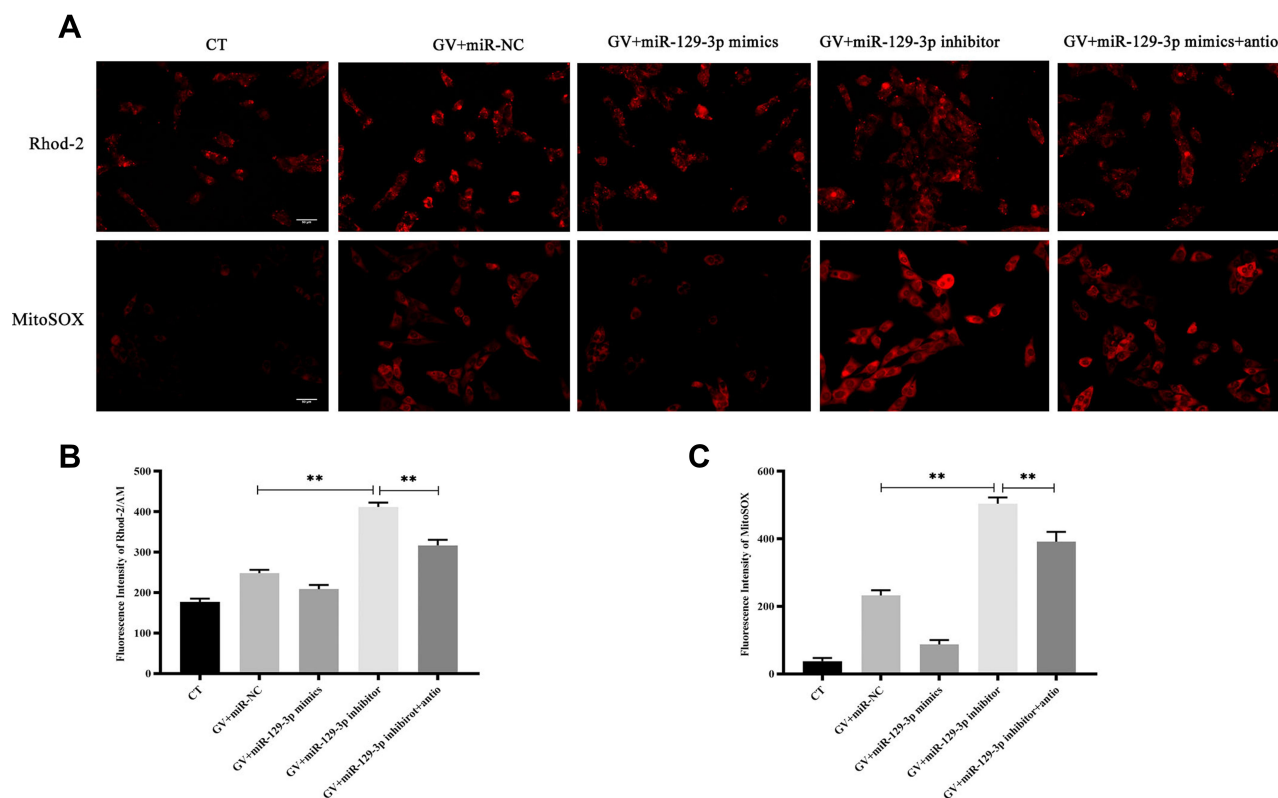 A
CT
GV+miR-NC
GV+miR-129-3p mimics
GV+miR-129-3p inhibitor
GV+miR-129-3p mimics+antio
Rhod-2
MitoSOX
B
Fluorescence Intensity of Rhod-2/AM
500
400
300
200
100
0
**
**
CT
GV+miR-NC
GV+miR-129-3p mimics
GV+miR-129-3p inhibitor
GV+miR-129-3p inhibirot+antio
C
Fluorescence Intensity of MitoSOX
600
400
200
0
**
**
CT
GV+miR-NC
GV+miR-129-3p mimics
GV+miR-129-3p inhibitor
GV+miR-129-3p inhibitor+antio